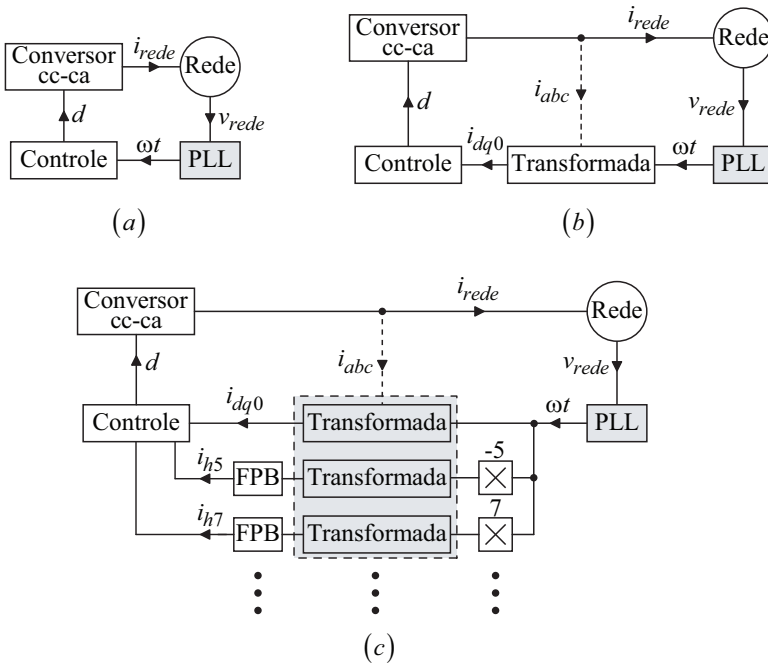 Conversor
cc-ca
i_rede
Rede
d
v_rede
Controle
ωt
PLL
(a)
Conversor
cc-ca
i_rede
Rede
d
i_abc
v_rede
Controle
i_dq0
Transformada
ωt
PLL
(b)
Conversor
cc-ca
i_rede
Rede
d
i_abc
v_rede
Controle
i_dq0
Transformada
ωt
PLL
i_h5
FPB
Transformada
-5
×
i_h7
FPB
Transformada
7
×
(c)